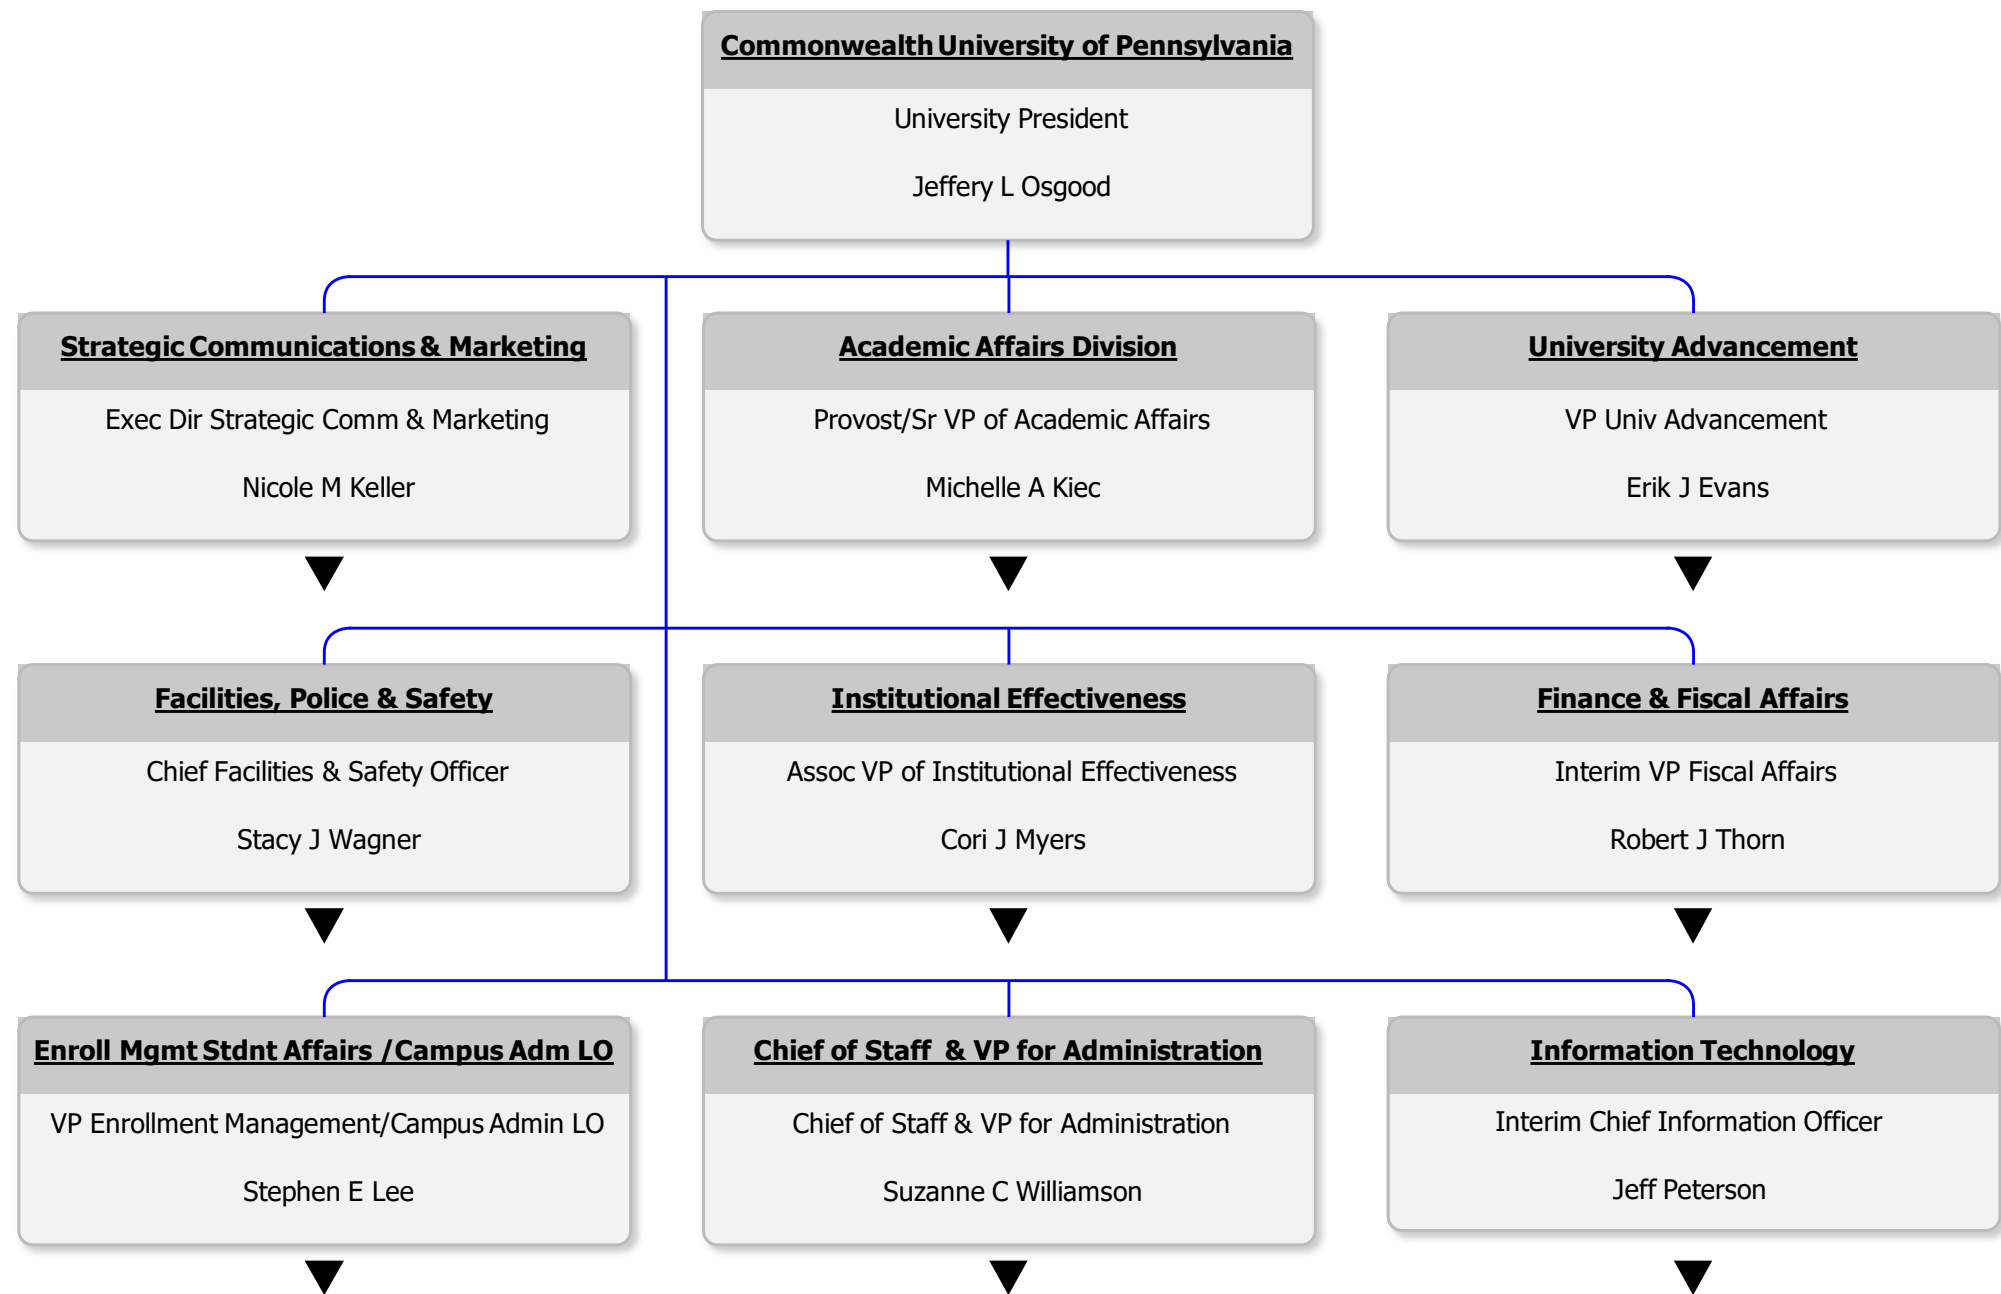 Commonwealth University of Pennsylvania
University President
Jeffery L Osgood
Strategic Communications & Marketing
Exec Dir Strategic Comm & Marketing
Nicole M Keller
Academic Affairs Division
Provost/Sr VP of Academic Affairs
Michelle A Kiec
University Advancement
VP Univ Advancement
Erik J Evans
Facilities, Police & Safety
Chief Facilities & Safety Officer
Stacy J Wagner
Institutional Effectiveness
Assoc VP of Institutional Effectiveness
Cori J Myers
Finance & Fiscal Affairs
Interim VP Fiscal Affairs
Robert J Thorn
Enroll Mgmt Stdnt Affairs /Campus Adm LO
VP Enrollment Management/Campus Admin LO
Stephen E Lee
Chief of Staff & VP for Administration
Chief of Staff & VP for Administration
Suzanne C Williamson
Information Technology
Interim Chief Information Officer
Jeff Peterson